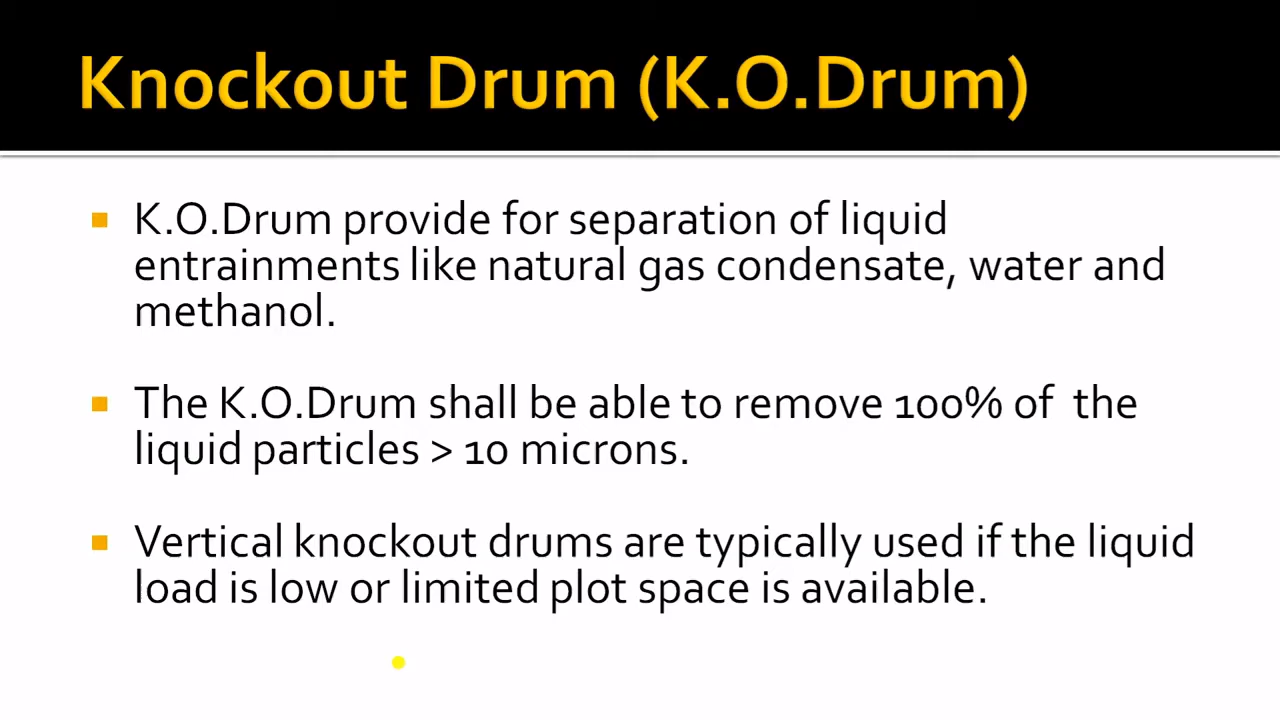 Knockout Drum (K.O.Drum)
K.O.Drum provide for separation of liquid
entrainments like natural gas condensate, water and
methanol.
The K.O.Drum shall be able to remove 100% of the
liquid particles > 10 microns.
Vertical knockout drums are typically used if the liquid
load is low or limited plot space is available.